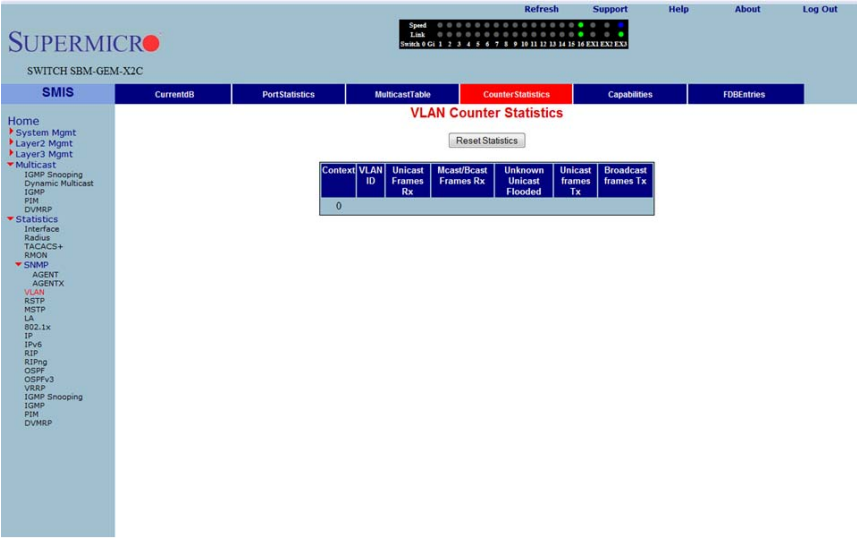 Refresh Support Help About Log Out
SUPERMICRO
Speed
Link
Switch 0 Gi 1 2 3 4 5 6 7 8 9 10 11 12 13 14 15 16 EX1 EX2 EX3
SWITCH SBM-GEM-X2C
SMIS CurrentdB PortStatistics MulticastTable CounterStatistics Capabilities FDBEntries
VLAN Counter Statistics
Reset Statistics
Context VLAN ID Unicast Frames Rx Mcast/Bcast Frames Rx Unknown Unicast Flooded Unicast frames Tx Broadcast frames Tx
0
Home
System Mgmt
Layer2 Mgmt
Layer3 Mgmt
Multicast
IGMP Snooping
Dynamic Multicast
IGMP
PIM
DVMRP
Statistics
Interface
Radius
TACACS+
RMON
SNMP
AGENT
AGENTX
VLAN
RSTP
MSTP
LA
802.1x
IP
IPv6
RIP
RIPng
OSPF
OSPFv3
VRRP
IGMP Snooping
IGMP
PIM
DVMRP